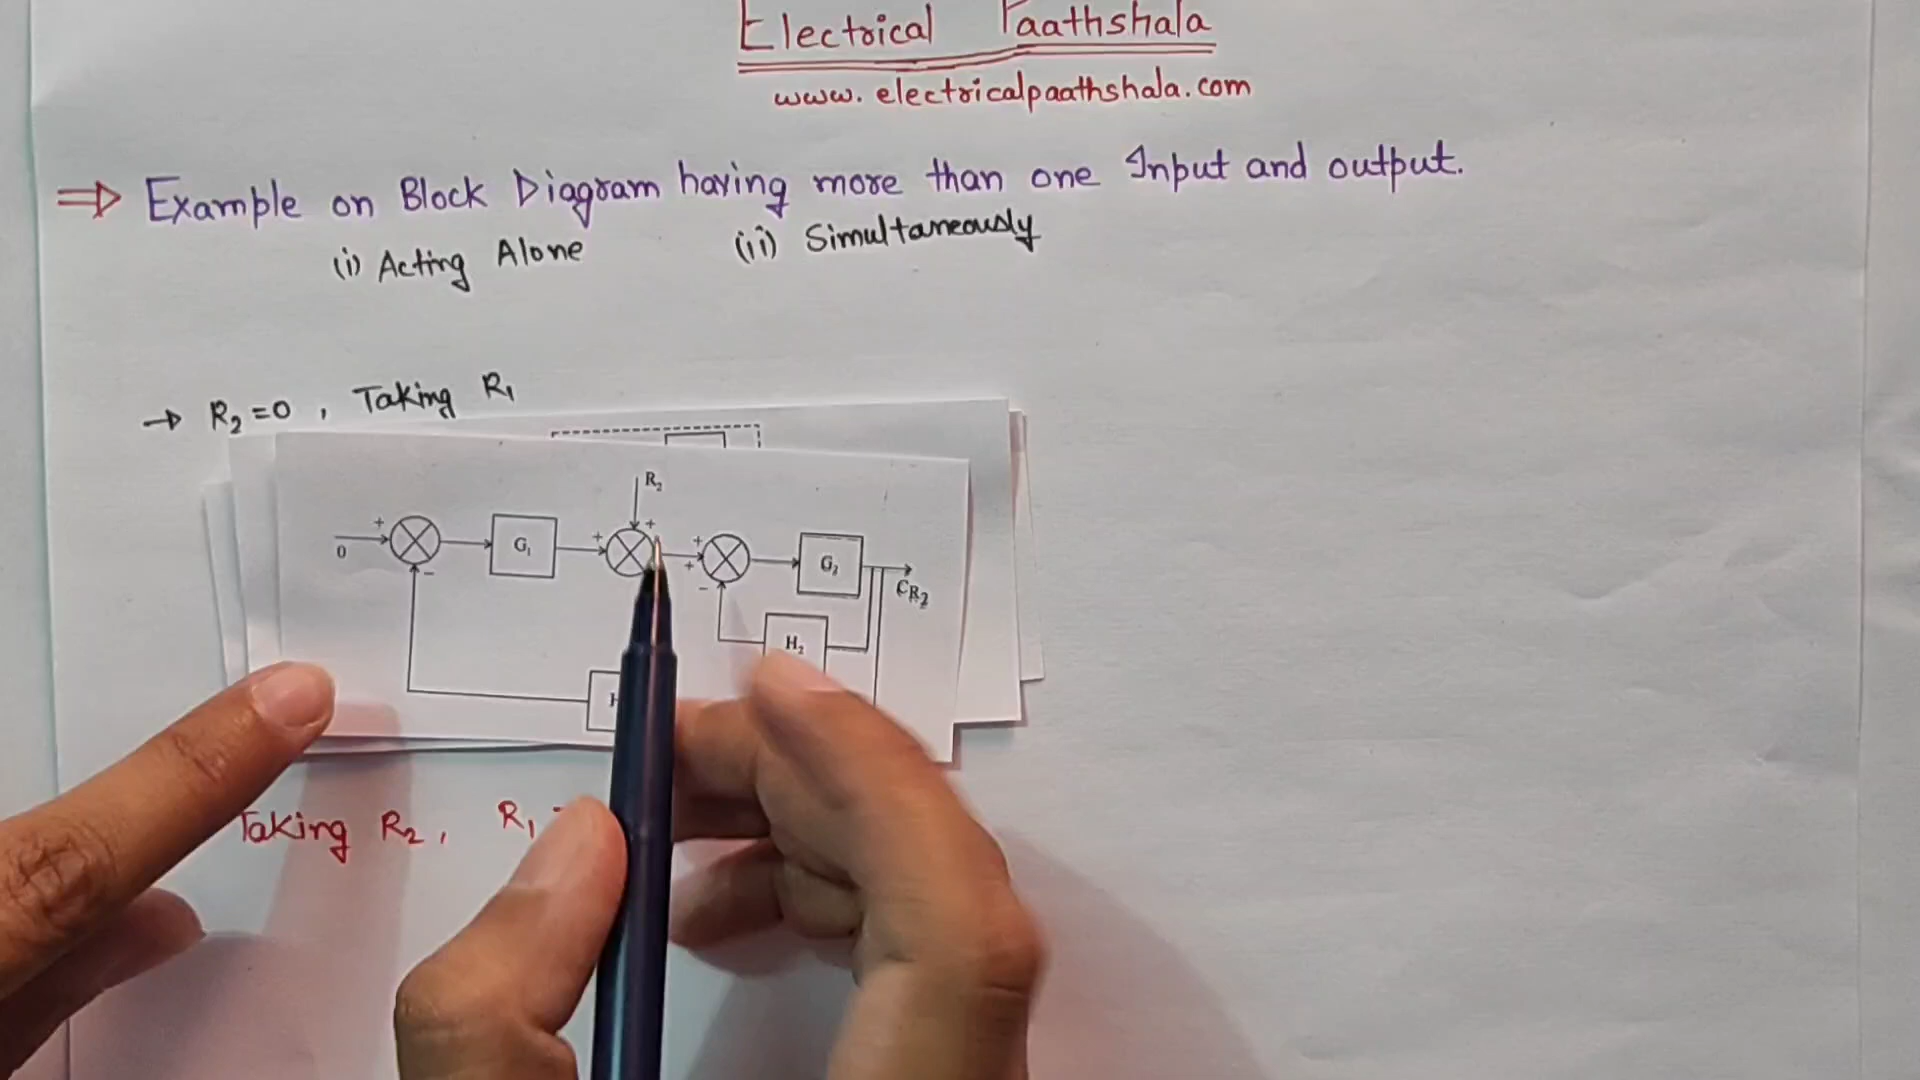 Electrical Paathshala
www.electricalpaathshala.com
⇒ Example on Block Diagram having more than one Input and output.
(i) Acting Alone (ii) Simultaneously
→ R₂ = 0 , Taking R₁
R₂
+ + + +
0 G₁ + G₂
- - C R₂
H₂
Taking R₂ , R₁